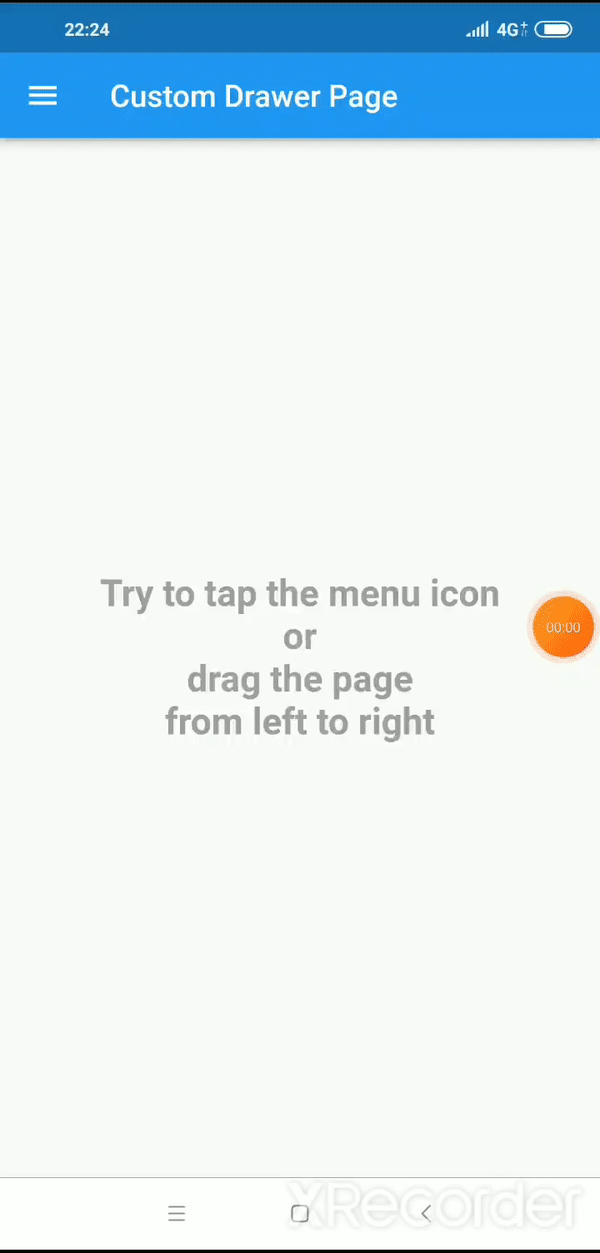 22:24
4G+
Custom Drawer Page
Try to tap the menu icon
or
drag the page
from left to right
00:00
XRecorder